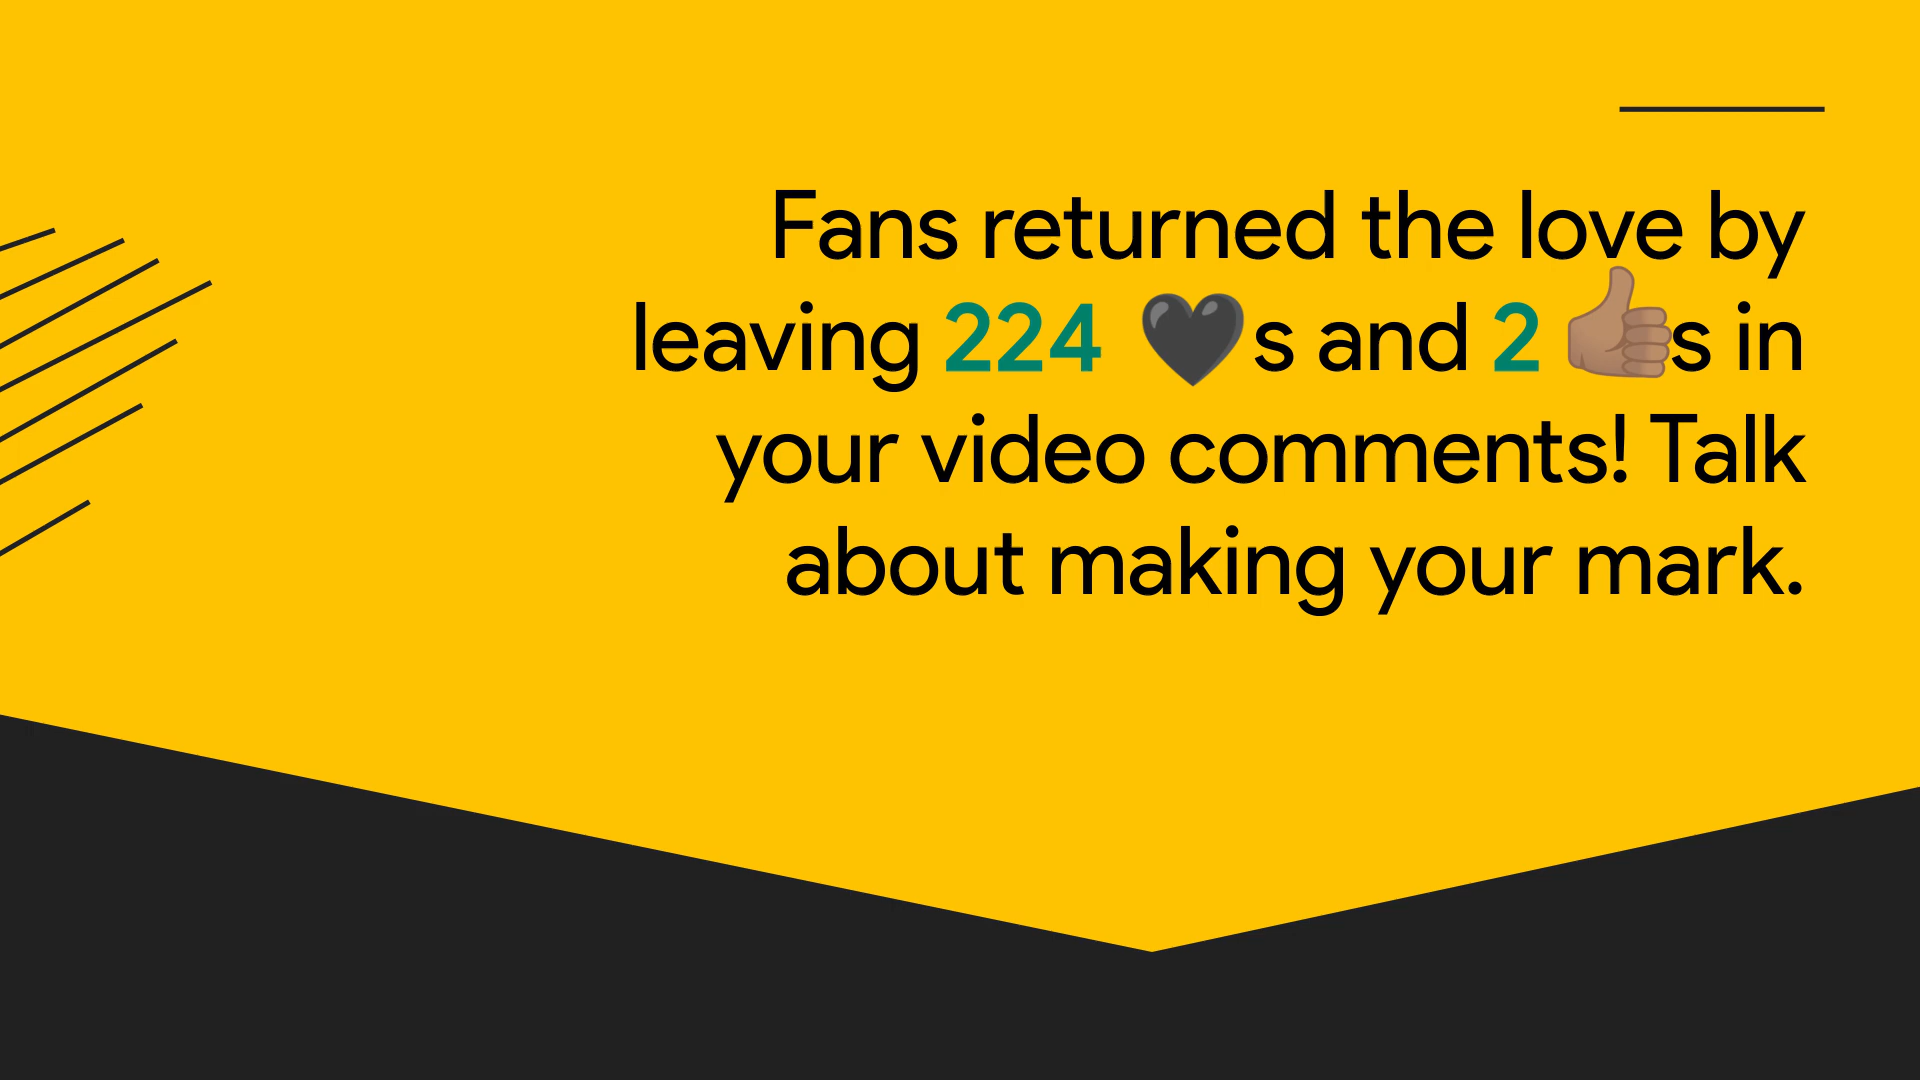 Fans returned the love by
leaving 224 🖤s and 2 👍🏽s in
your video comments! Talk
about making your mark.